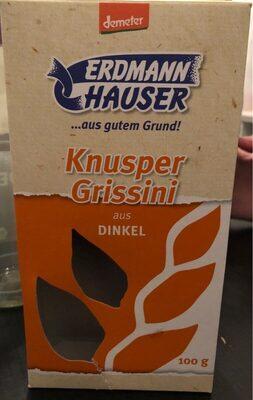 demeter
ERDMANN
HAUSER
...aus gutem Grund!
Knusper
Grissini
aus
DINKEL
100 g